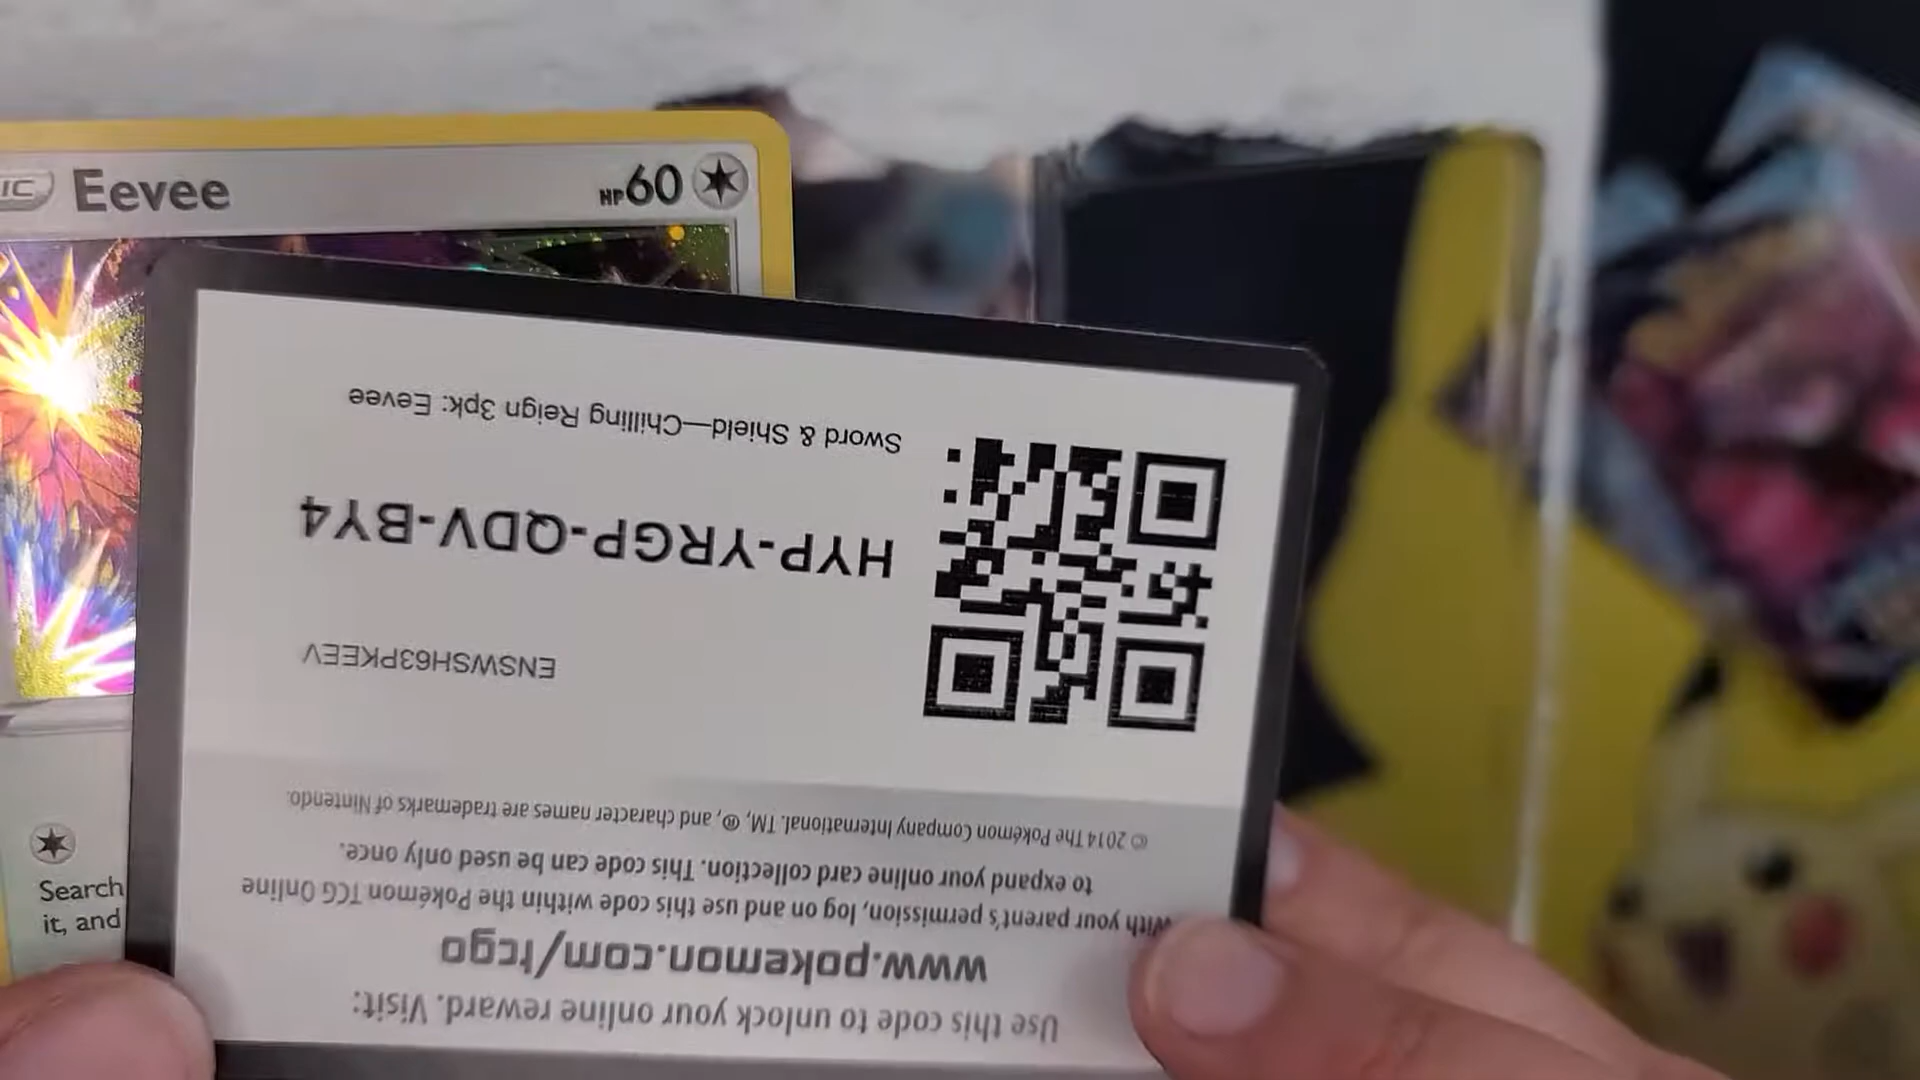 Eevee HP60
Use this code to unlock your online reward. Visit:
www.pokemon.com/tcgo
With your parent's permission, log on and use this code within the Pokémon TCG Online
to expand your online card collection. This code can be used only once.
© 2014 The Pokémon Company International. TM, ®, and character names are trademarks of Nintendo.
ENSWSH63PKEEV
HYP-YRGP-QDV-BY4
Sword & Shield—Chilling Reign 3pk: Eevee
Search
it, and